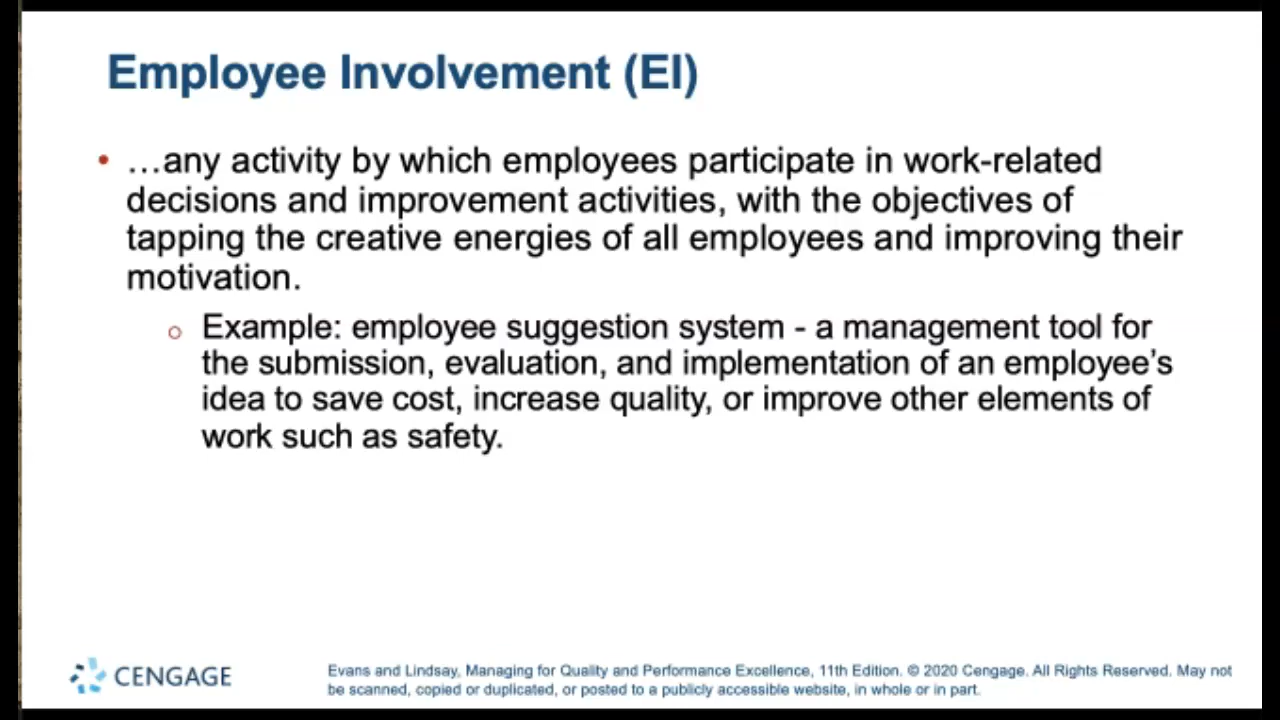 Employee Involvement (EI)
• …any activity by which employees participate in work-related
decisions and improvement activities, with the objectives of
tapping the creative energies of all employees and improving their
motivation.
o Example: employee suggestion system - a management tool for
the submission, evaluation, and implementation of an employee’s
idea to save cost, increase quality, or improve other elements of
work such as safety.
CENGAGE
Evans and Lindsay, Managing for Quality and Performance Excellence, 11th Edition. © 2020 Cengage. All Rights Reserved. May not
be scanned, copied or duplicated, or posted to a publicly accessible website, in whole or in part.